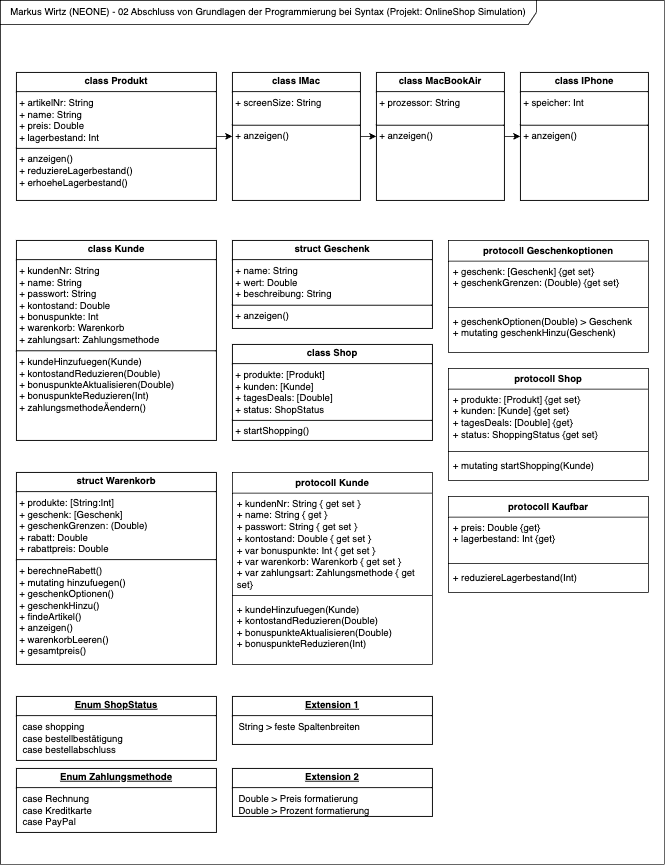 Markus Wirtz (NEONE) - 02 Abschluss von Grundlagen der Programmierung bei Syntax (Projekt: OnlineShop Simulation)
class Produkt
+ artikelNr: String
+ name: String
+ preis: Double
+ lagerbestand: Int
+ anzeigen()
+ reduziereLagerbestand()
+ erhoeheLagerbestand()
class IMac
+ screenSize: String
+ anzeigen()
class MacBookAir
+ prozessor: String
+ anzeigen()
class IPhone
+ speicher: Int
+ anzeigen()
class Kunde
+ kundenNr: String
+ name: String
+ passwort: String
+ kontostand: Double
+ bonuspunkte: Int
+ warenkorb: Warenkorb
+ zahlungsart: Zahlungsmethode
+ kundeHinzufuegen(Kunde)
+ kontostandReduzieren(Double)
+ bonuspunkteAktualisieren(Double)
+ bonuspunkteReduzieren(Int)
+ zahlungsmethodeÄendern()
struct Geschenk
+ name: String
+ wert: Double
+ beschreibung: String
+ anzeigen()
protocoll Geschenkoptionen
+ geschenk: [Geschenk] {get set}
+ geschenkGrenzen: (Double) {get set}
+ geschenkOptionen(Double) > Geschenk
+ mutating geschenkHinzu(Geschenk)
class Shop
+ produkte: [Produkt]
+ kunden: [Kunde]
+ tagesDeals: [Double]
+ status: ShopStatus
+ startShopping()
protocoll Shop
+ produkte: [Produkt] {get set}
+ kunden: [Kunde] {get set}
+ tagesDeals: [Double] {get}
+ status: ShoppingStatus {get set}
+ mutating startShopping(Kunde)
struct Warenkorb
+ produkte: [String:Int]
+ geschenk: [Geschenk]
+ geschenkGrenzen: (Double)
+ rabatt: Double
+ rabattpreis: Double
+ berechneRabett()
+ mutating hinzufuegen()
+ geschenkOptionen()
+ geschenkHinzu()
+ findeArtikel()
+ anzeigen()
+ warenkorbLeeren()
+ gesamtpreis()
protocoll Kunde
+ kundenNr: String { get set }
+ name: String { get }
+ passwort: String { get set }
+ kontostand: Double { get set }
+ var bonuspunkte: Int { get set }
+ var warenkorb: Warenkorb { get set }
+ var zahlungsart: Zahlungsmethode { get
set}
+ kundeHinzufuegen(Kunde)
+ kontostandReduzieren(Double)
+ bonuspunkteAktualisieren(Double)
+ bonuspunkteReduzieren(Int)
protocoll Kaufbar
+ preis: Double {get}
+ lagerbestand: Int {get}
+ reduziereLagerbestand(Int)
Enum ShopStatus
case shopping
case bestellbestätigung
case bestellabschluss
Extension 1
String > feste Spaltenbreiten
Enum Zahlungsmethode
case Rechnung
case Kreditkarte
case PayPal
Extension 2
Double > Preis formatierung
Double > Prozent formatierung